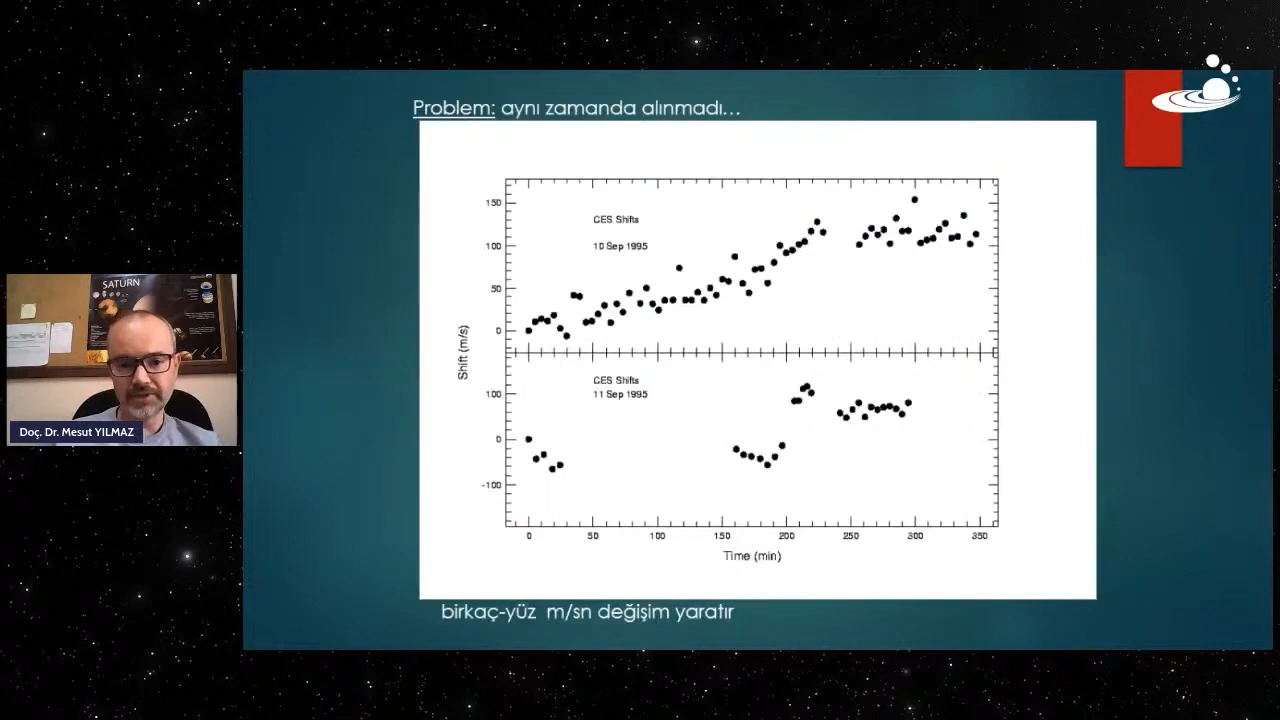 Problem: aynı zamanda alınmadı...
150
CES Shifts
10 Sep 1995
100
50
0
Shift (m/s)
CES Shifts
11 Sep 1995
100
0
-100
0 50 100 150 200 250 300 350
Time (min)
birkaç-yüz m/sn değişim yaratır
SATURN
Doç. Dr. Mesut YILMAZ